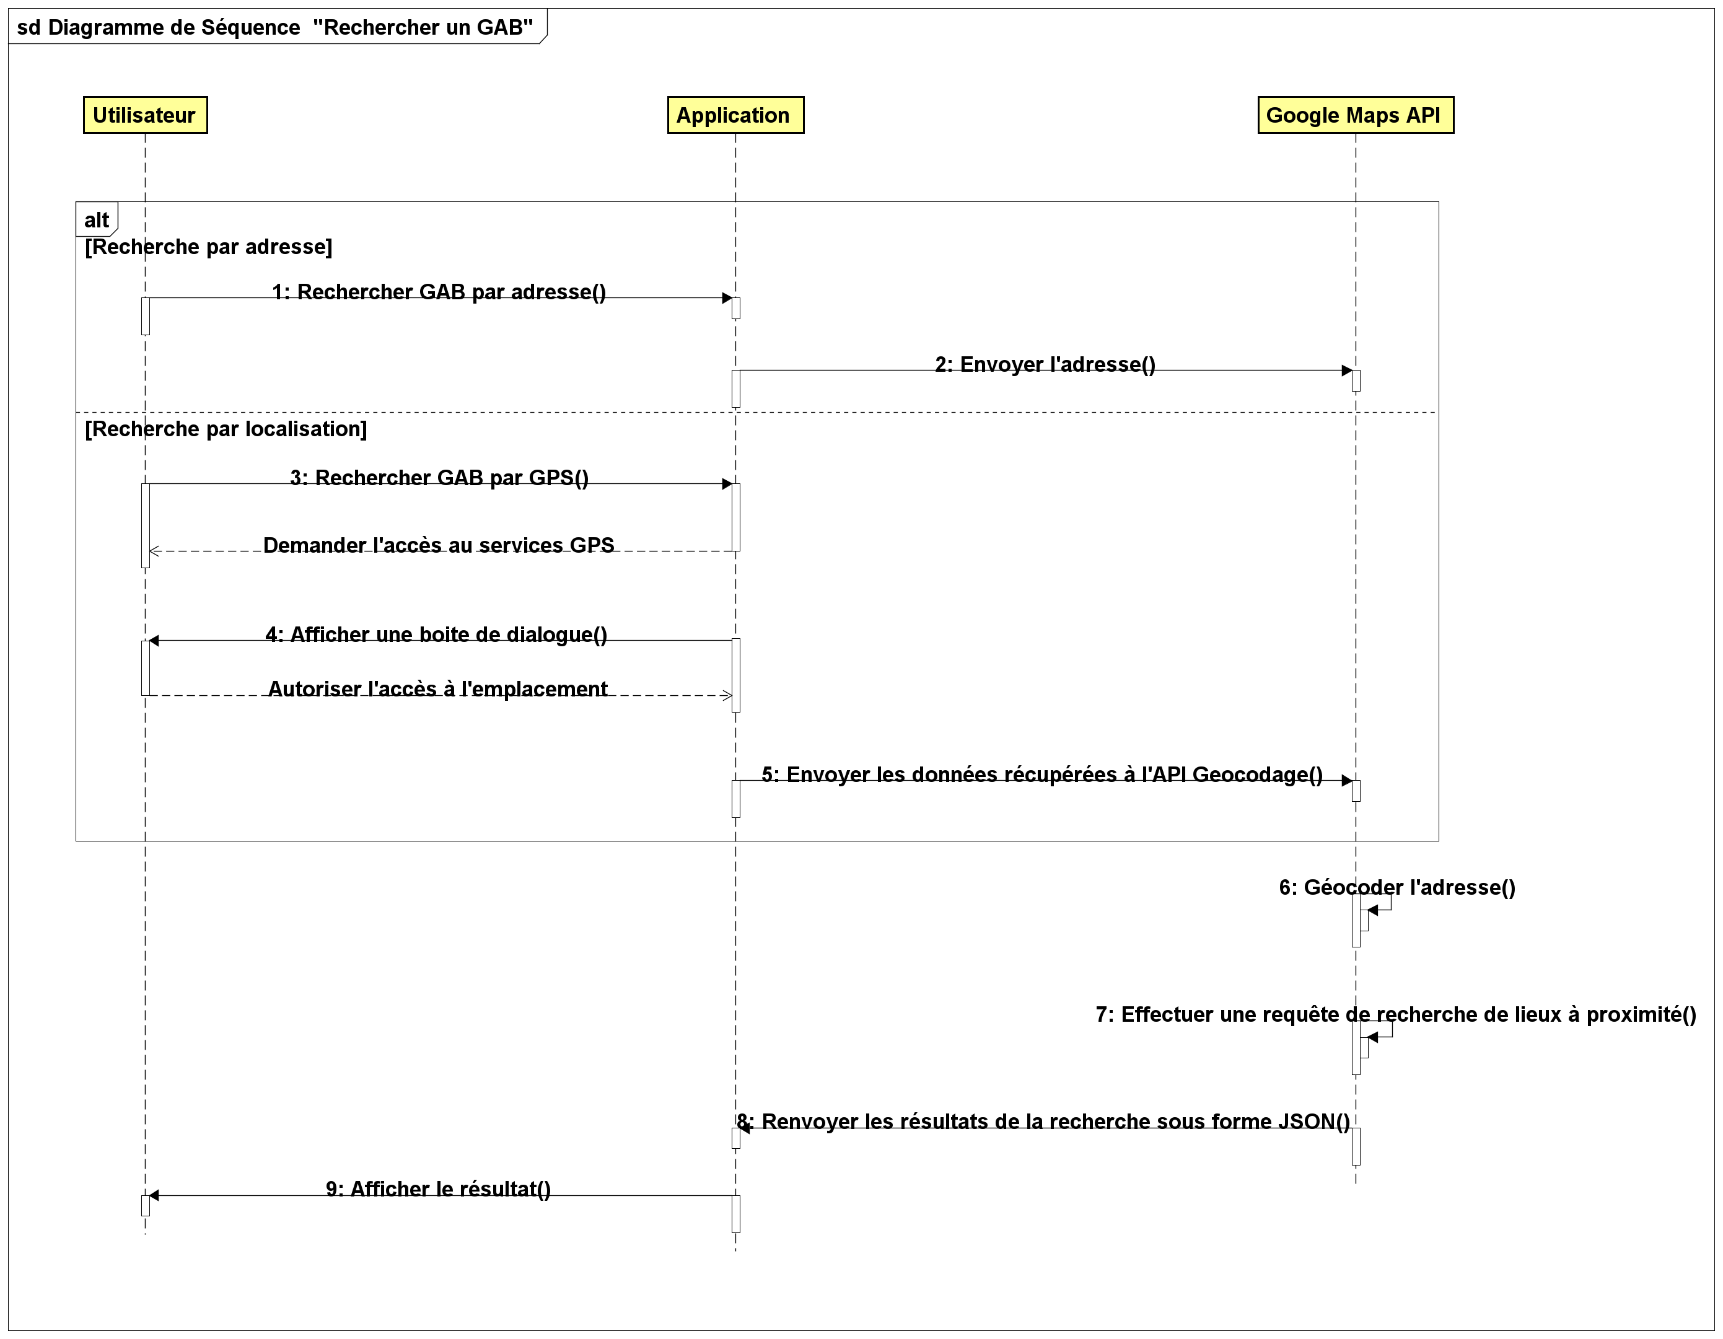 sd Diagramme de Séquence  "Rechercher un GAB"
Utilisateur
Application
Google Maps API
alt
[Recherche par adresse]
1: Rechercher GAB par adresse()
2: Envoyer l'adresse()
[Recherche par localisation]
3: Rechercher GAB par GPS()
Demander l'accès au services GPS
4: Afficher une boite de dialogue()
Autoriser l'accès à l'emplacement
5: Envoyer les données récupérées à l'API Geocodage()
6: Géocoder l'adresse()
7: Effectuer une requête de recherche de lieux à proximité()
8: Renvoyer les résultats de la recherche sous forme JSON()
9: Afficher le résultat()